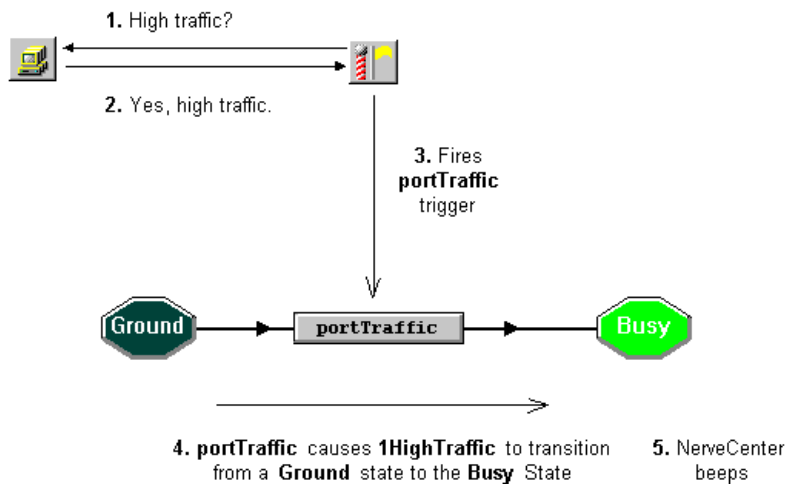 1. High traffic?
2. Yes, high traffic.
3. Fires
portTraffic
trigger
Ground
portTraffic
Busy
4. portTraffic causes 1HighTraffic to transition
from a Ground state to the Busy State
5. NerveCenter
beeps